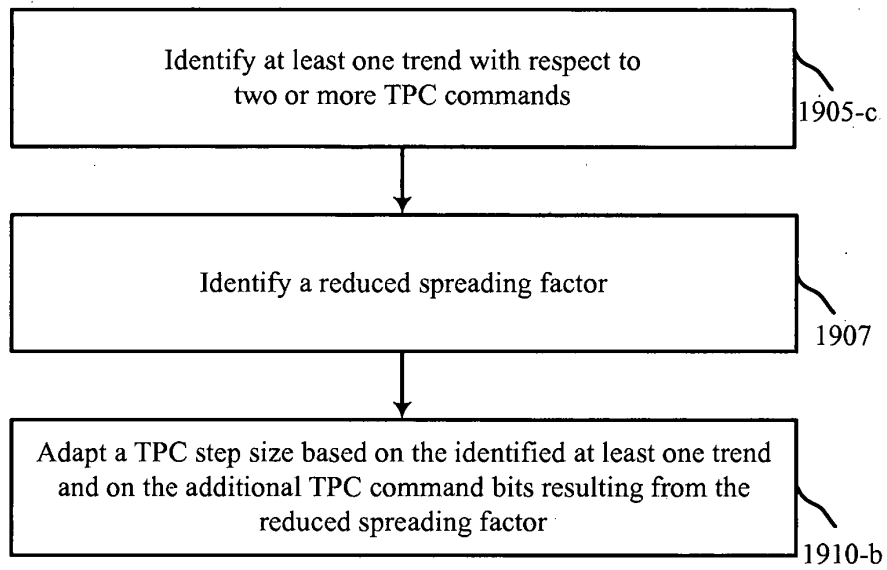 Identify at least one trend with respect to
two or more TPC commands
1905-c
Identify a reduced spreading factor
1907
Adapt a TPC step size based on the identified at least one trend
and on the additional TPC command bits resulting from the
reduced spreading factor
1910-b